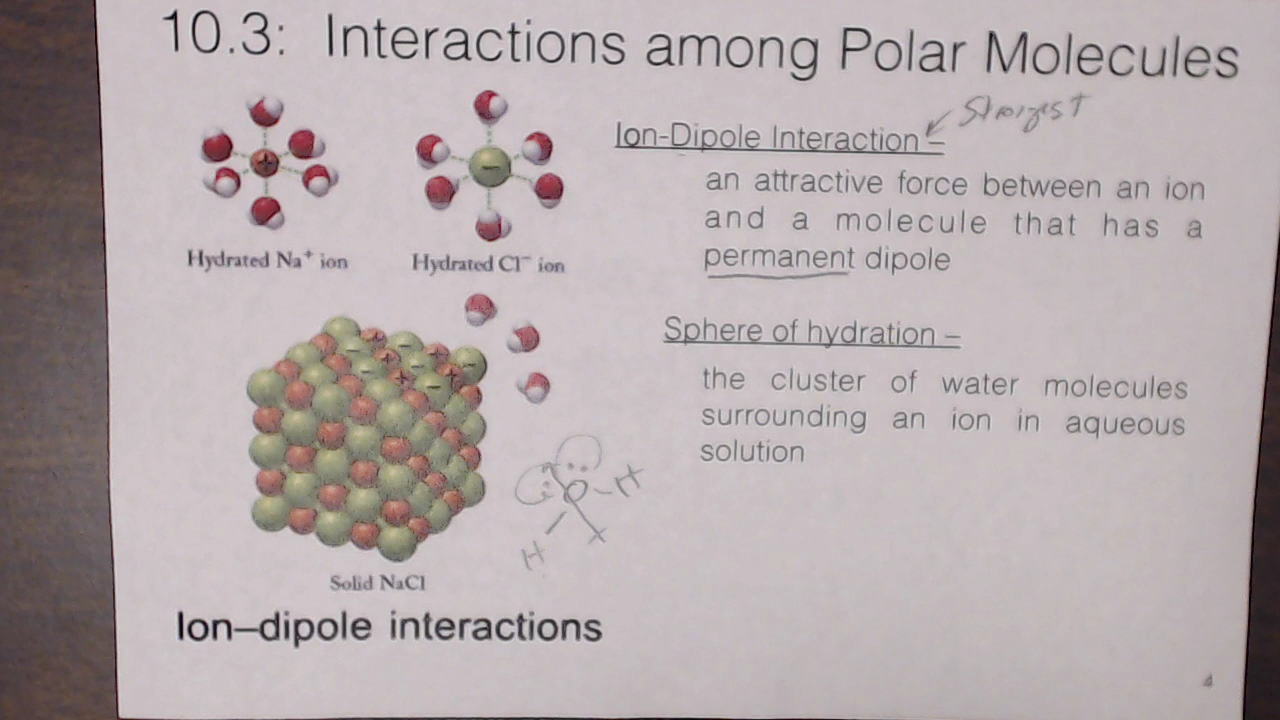 10.3: Interactions among Polar Molecules
Strongest
Ion-Dipole Interaction –
an attractive force between an ion
and a molecule that has a
permanent dipole
Hydrated Na⁺ ion
Hydrated Cl⁻ ion
Sphere of hydration –
the cluster of water molecules
surrounding an ion in aqueous
solution
O
H
H
Solid NaCl
Ion–dipole interactions
4